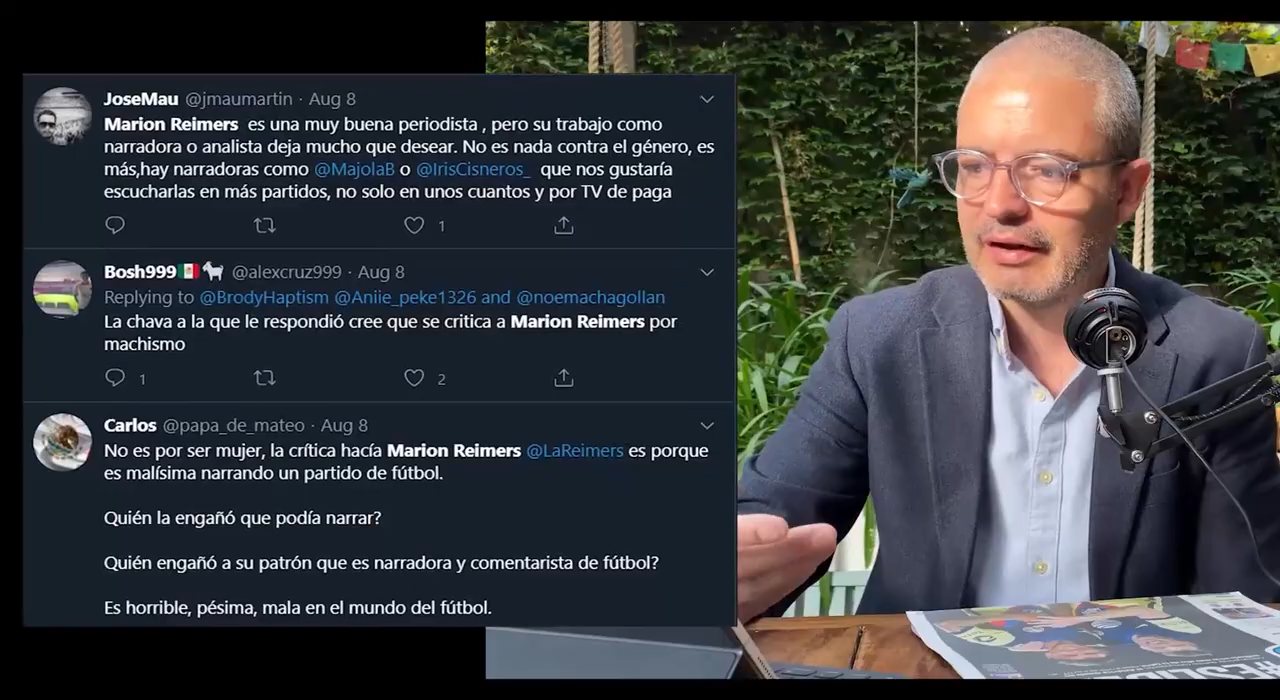 JoseMau @jmaumartin · Aug 8
Marion Reimers es una muy buena periodista , pero su trabajo como
narradora o analista deja mucho que desear. No es nada contra el género, es
más,hay narradoras como @MajolaB o @IrisCisneros_ que nos gustaría
escucharlas en más partidos, no solo en unos cuantos y por TV de paga
1
Bosh999🇲🇽🐐 @alexcruz999 · Aug 8
Replying to @BrodyHaptism @Aniie_peke1326 and @noemachagollan
La chava a la que le respondió cree que se critica a Marion Reimers por
machismo
1 2
Carlos @papa_de_mateo · Aug 8
No es por ser mujer, la crítica hacía Marion Reimers @LaReimers es porque
es malísima narrando un partido de fútbol.
Quién la engañó que podía narrar?
Quién engañó a su patrón que es narradora y comentarista de fútbol?
Es horrible, pésima, mala en el mundo del fútbol.